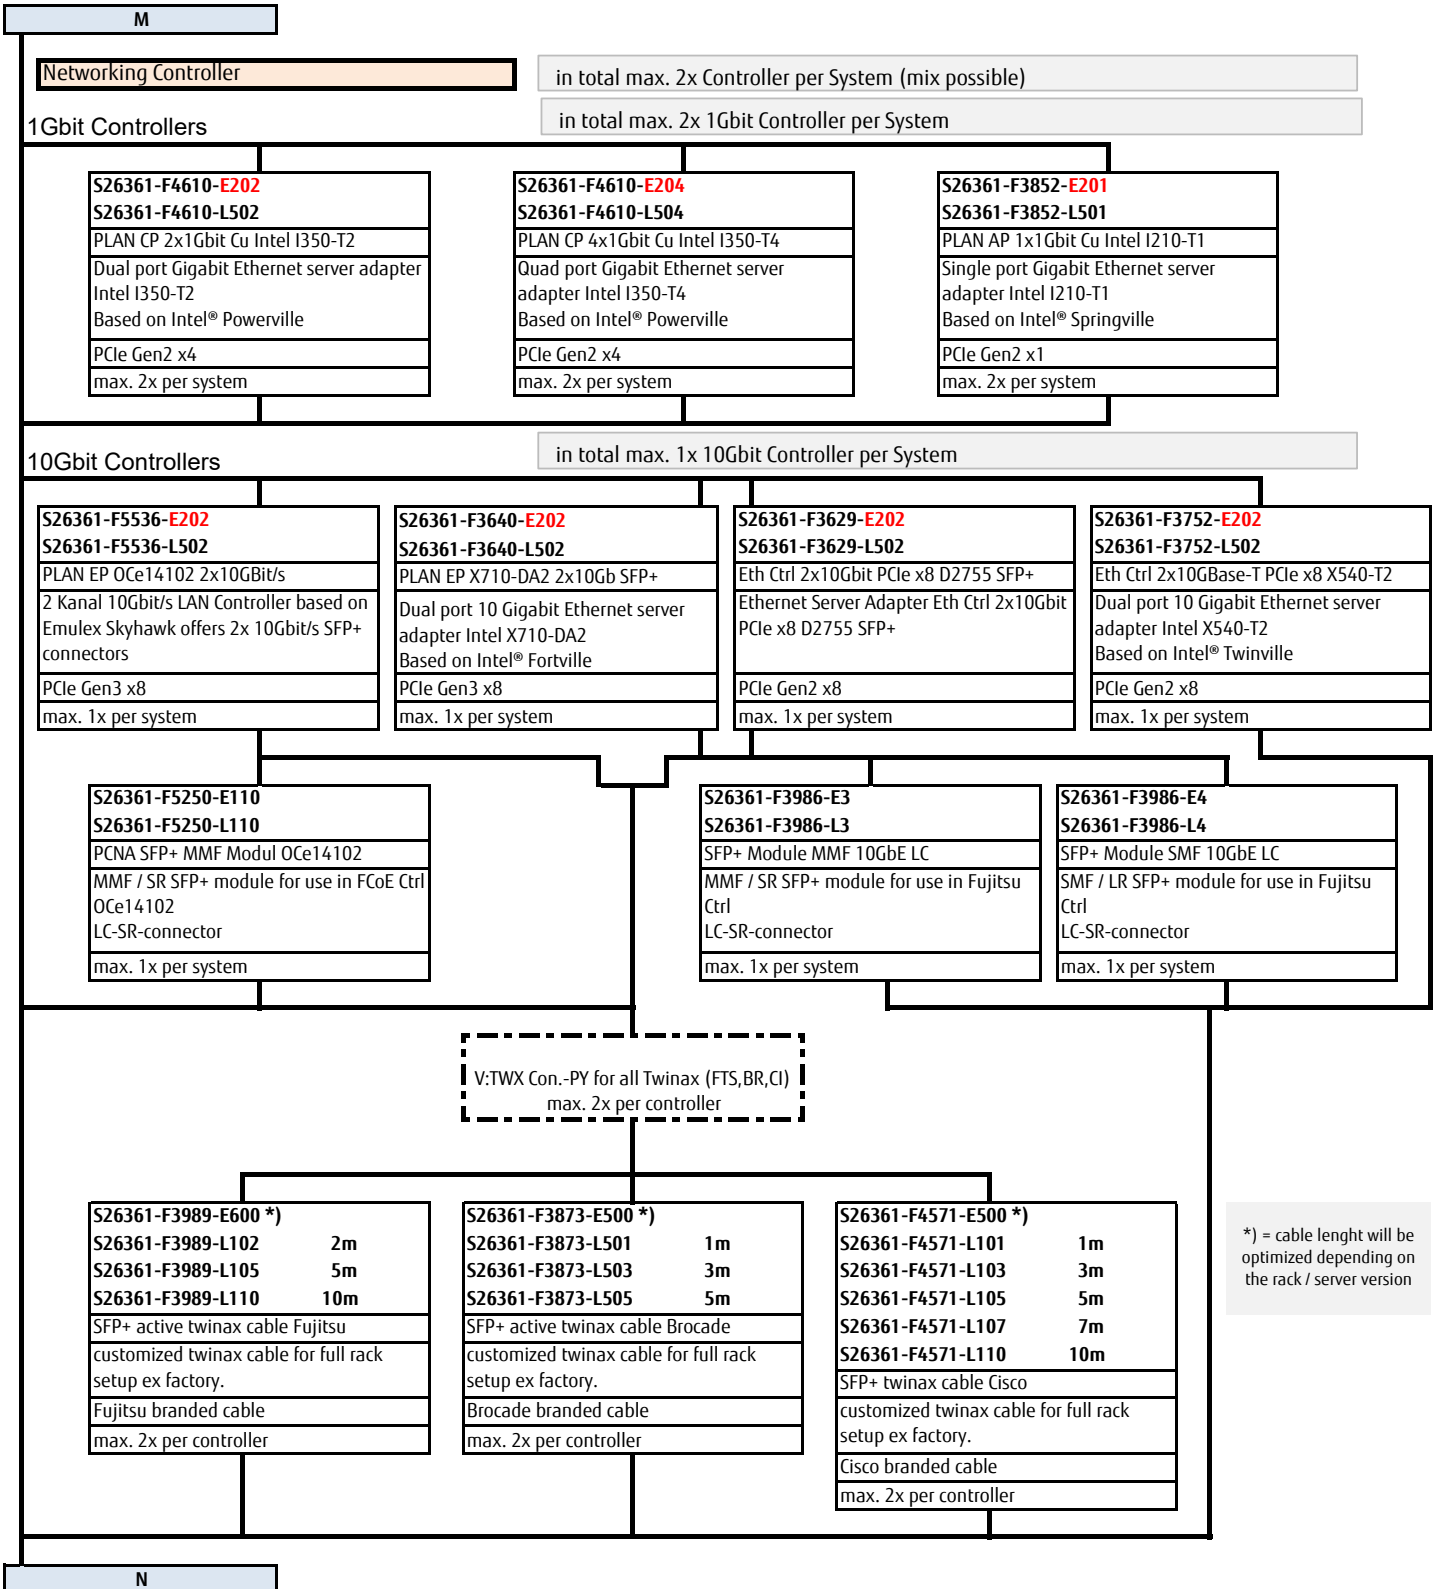 M
Networking Controller
in total max. 2x Controller per System (mix possible)
1Gbit Controllers
in total max. 2x 1Gbit Controller per System
S26361-F4610-E202
S26361-F4610-L502
PLAN CP 2x1Gbit Cu Intel I350-T2
Dual port Gigabit Ethernet server adapter
Intel I350-T2
Based on Intel® Powerville
PCIe Gen2 x4
max. 2x per system
S26361-F4610-E204
S26361-F4610-L504
PLAN CP 4x1Gbit Cu Intel I350-T4
Quad port Gigabit Ethernet server
adapter Intel I350-T4
Based on Intel® Powerville
PCIe Gen2 x4
max. 2x per system
S26361-F3852-E201
S26361-F3852-L501
PLAN AP 1x1Gbit Cu Intel I210-T1
Single port Gigabit Ethernet server
adapter Intel I210-T1
Based on Intel® Springville
PCIe Gen2 x1
max. 2x per system
10Gbit Controllers
in total max. 1x 10Gbit Controller per System
S26361-F5536-E202
S26361-F5536-L502
PLAN EP OCe14102 2x10GBit/s
2 Kanal 10Gbit/s LAN Controller based on
Emulex Skyhawk offers 2x 10Gbit/s SFP+
connectors
PCIe Gen3 x8
max. 1x per system
S26361-F3640-E202
S26361-F3640-L502
PLAN EP X710-DA2 2x10Gb SFP+
Dual port 10 Gigabit Ethernet server
adapter Intel X710-DA2
Based on Intel® Fortville
PCIe Gen3 x8
max. 1x per system
S26361-F3629-E202
S26361-F3629-L502
Eth Ctrl 2x10Gbit PCIe x8 D2755 SFP+
Ethernet Server Adapter Eth Ctrl 2x10Gbit
PCIe x8 D2755 SFP+
PCIe Gen2 x8
max. 1x per system
S26361-F3752-E202
S26361-F3752-L502
Eth Ctrl 2x10GBase-T PCIe x8 X540-T2
Dual port 10 Gigabit Ethernet server
adapter Intel X540-T2
Based on Intel® Twinville
PCIe Gen2 x8
max. 1x per system
S26361-F5250-E110
S26361-F5250-L110
PCNA SFP+ MMF Modul OCe14102
MMF / SR SFP+ module for use in FCoE Ctrl
OCe14102
LC-SR-connector
max. 1x per system
S26361-F3986-E3
S26361-F3986-L3
SFP+ Module MMF 10GbE LC
MMF / SR SFP+ module for use in Fujitsu
Ctrl
LC-SR-connector
max. 1x per system
S26361-F3986-E4
S26361-F3986-L4
SFP+ Module SMF 10GbE LC
SMF / LR SFP+ module for use in Fujitsu
Ctrl
LC-SR-connector
max. 1x per system
V:TWX Con.-PY for all Twinax (FTS,BR,CI)
max. 2x per controller
S26361-F3989-E600 *)
S26361-F3989-L102 2m
S26361-F3989-L105 5m
S26361-F3989-L110 10m
SFP+ active twinax cable Fujitsu
customized twinax cable for full rack
setup ex factory.
Fujitsu branded cable
max. 2x per controller
S26361-F3873-E500 *)
S26361-F3873-L501 1m
S26361-F3873-L503 3m
S26361-F3873-L505 5m
SFP+ active twinax cable Brocade
customized twinax cable for full rack
setup ex factory.
Brocade branded cable
max. 2x per controller
S26361-F4571-E500 *)
S26361-F4571-L101 1m
S26361-F4571-L103 3m
S26361-F4571-L105 5m
S26361-F4571-L107 7m
S26361-F4571-L110 10m
SFP+ twinax cable Cisco
customized twinax cable for full rack
setup ex factory.
Cisco branded cable
max. 2x per controller
*) = cable lenght will be
optimized depending on
the rack / server version
N